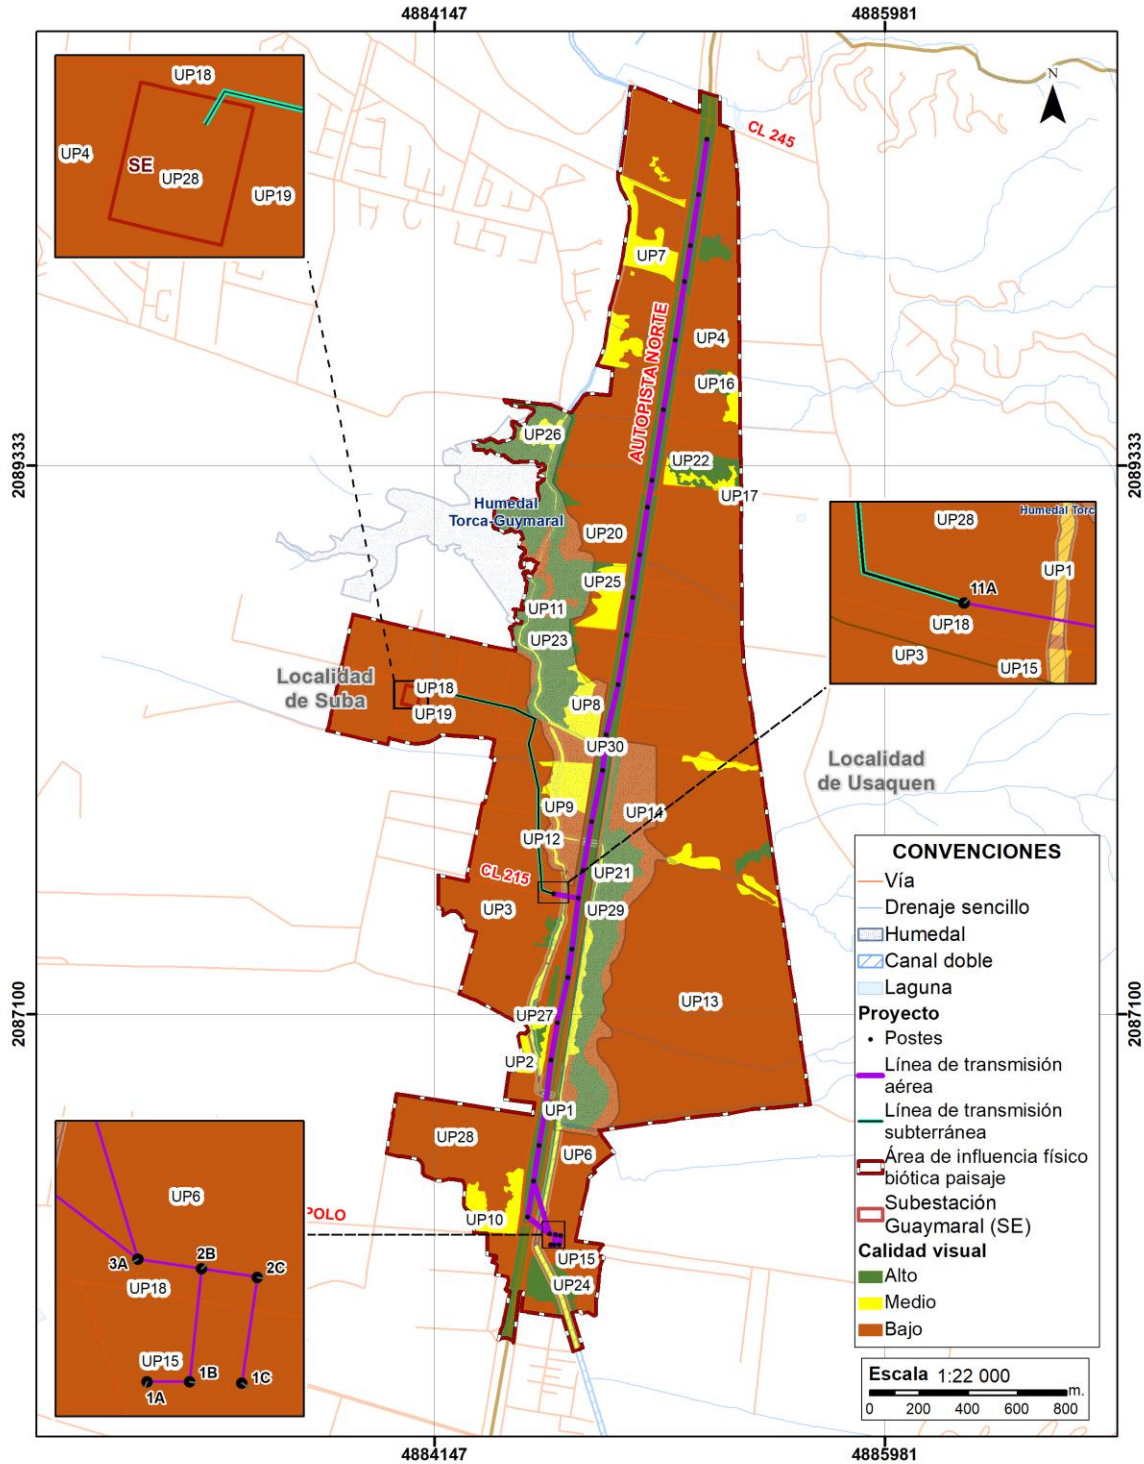 4884147
4885981
UP18
UP4
SE
UP28
UP19
N
CL 245
UP7
AUTOPISTA NORTE
UP4
UP16
UP26
2089333
2089333
UP22
UP17
Humedal
Torca-Guymaral
UP20
UP25
UP11
UP23
UP28
Humedal Torc
UP1
11A
UP18
UP3
UP15
Localidad
de Suba
UP18
UP19
UP8
UP30
Localidad
de Usaquen
UP9
UP14
UP12
CL 215
UP21
UP3
UP29
UP13
2087100
2087100
UP27
UP2
UP1
UP28
UP6
UP10
POLO
UP15
UP24
UP6
3A
2B
2C
UP18
UP15
1A
1B
1C
CONVENCIONES
Vía
Drenaje sencillo
Humedal
Canal doble
Laguna
Proyecto
Postes
Línea de transmisión
aérea
Línea de transmisión
subterránea
Área de influencia físico
biótica paisaje
Subestación
Guaymaral (SE)
Calidad visual
Alto
Medio
Bajo
Escala 1:22 000
m.
0 200 400 600 800
4884147
4885981